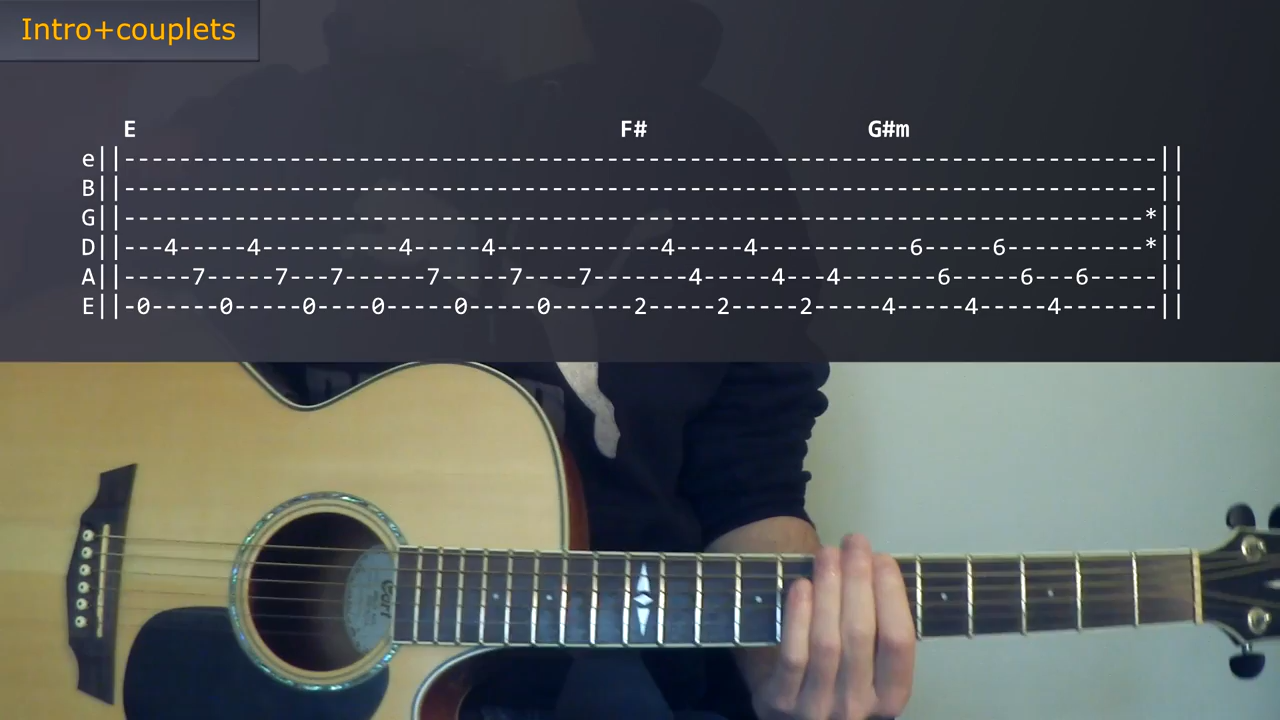 Intro+couplets
E F# G#m
e||---------------------------------------------------------------------------||
B||---------------------------------------------------------------------------||
G||--------------------------------------------------------------------------*||
D||---4-----4----------4-----4------------4-----4-----------6-----6----------*||
A||-----7-----7---7------7-----7----7-------4-----4---4-------6-----6---6-----||
E||-0-----0-----0----0-----0-----0------2-----2-----2-----4-----4-----4-------||
Cort